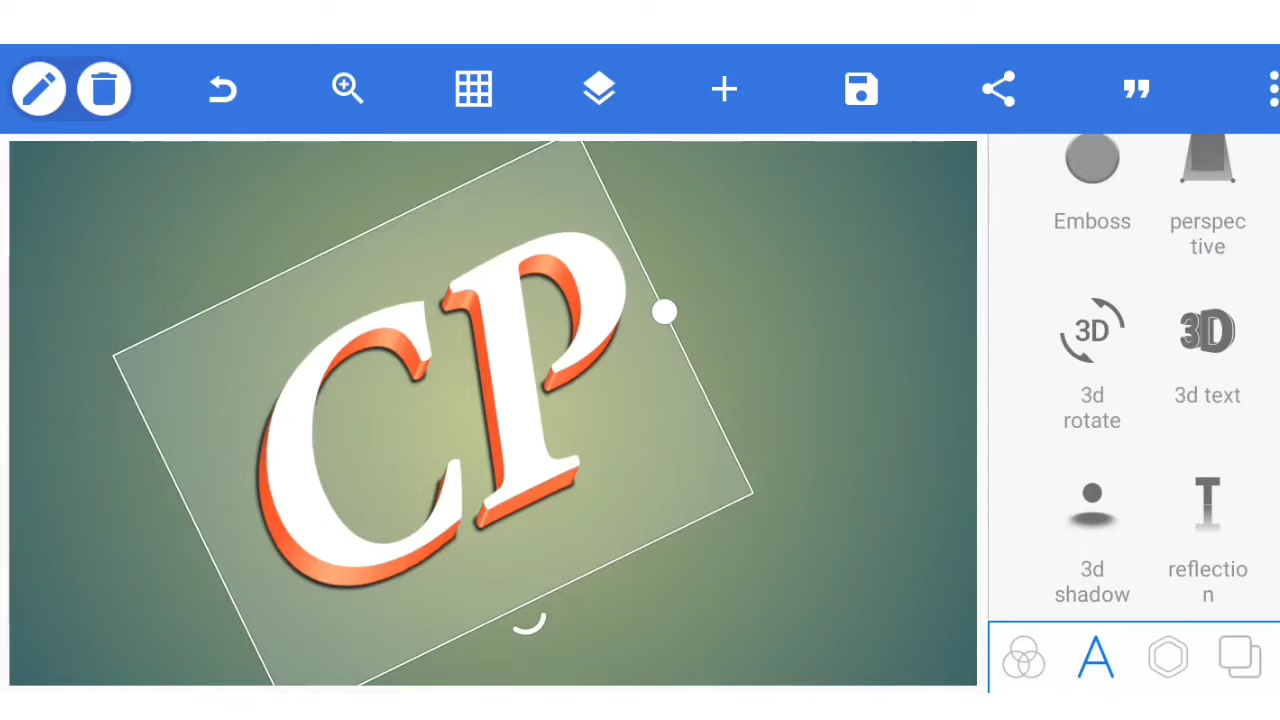 CP
Emboss
perspec
tive
3D
3d
rotate
3D
3d text
3d
shadow
T
reflectio
n
A